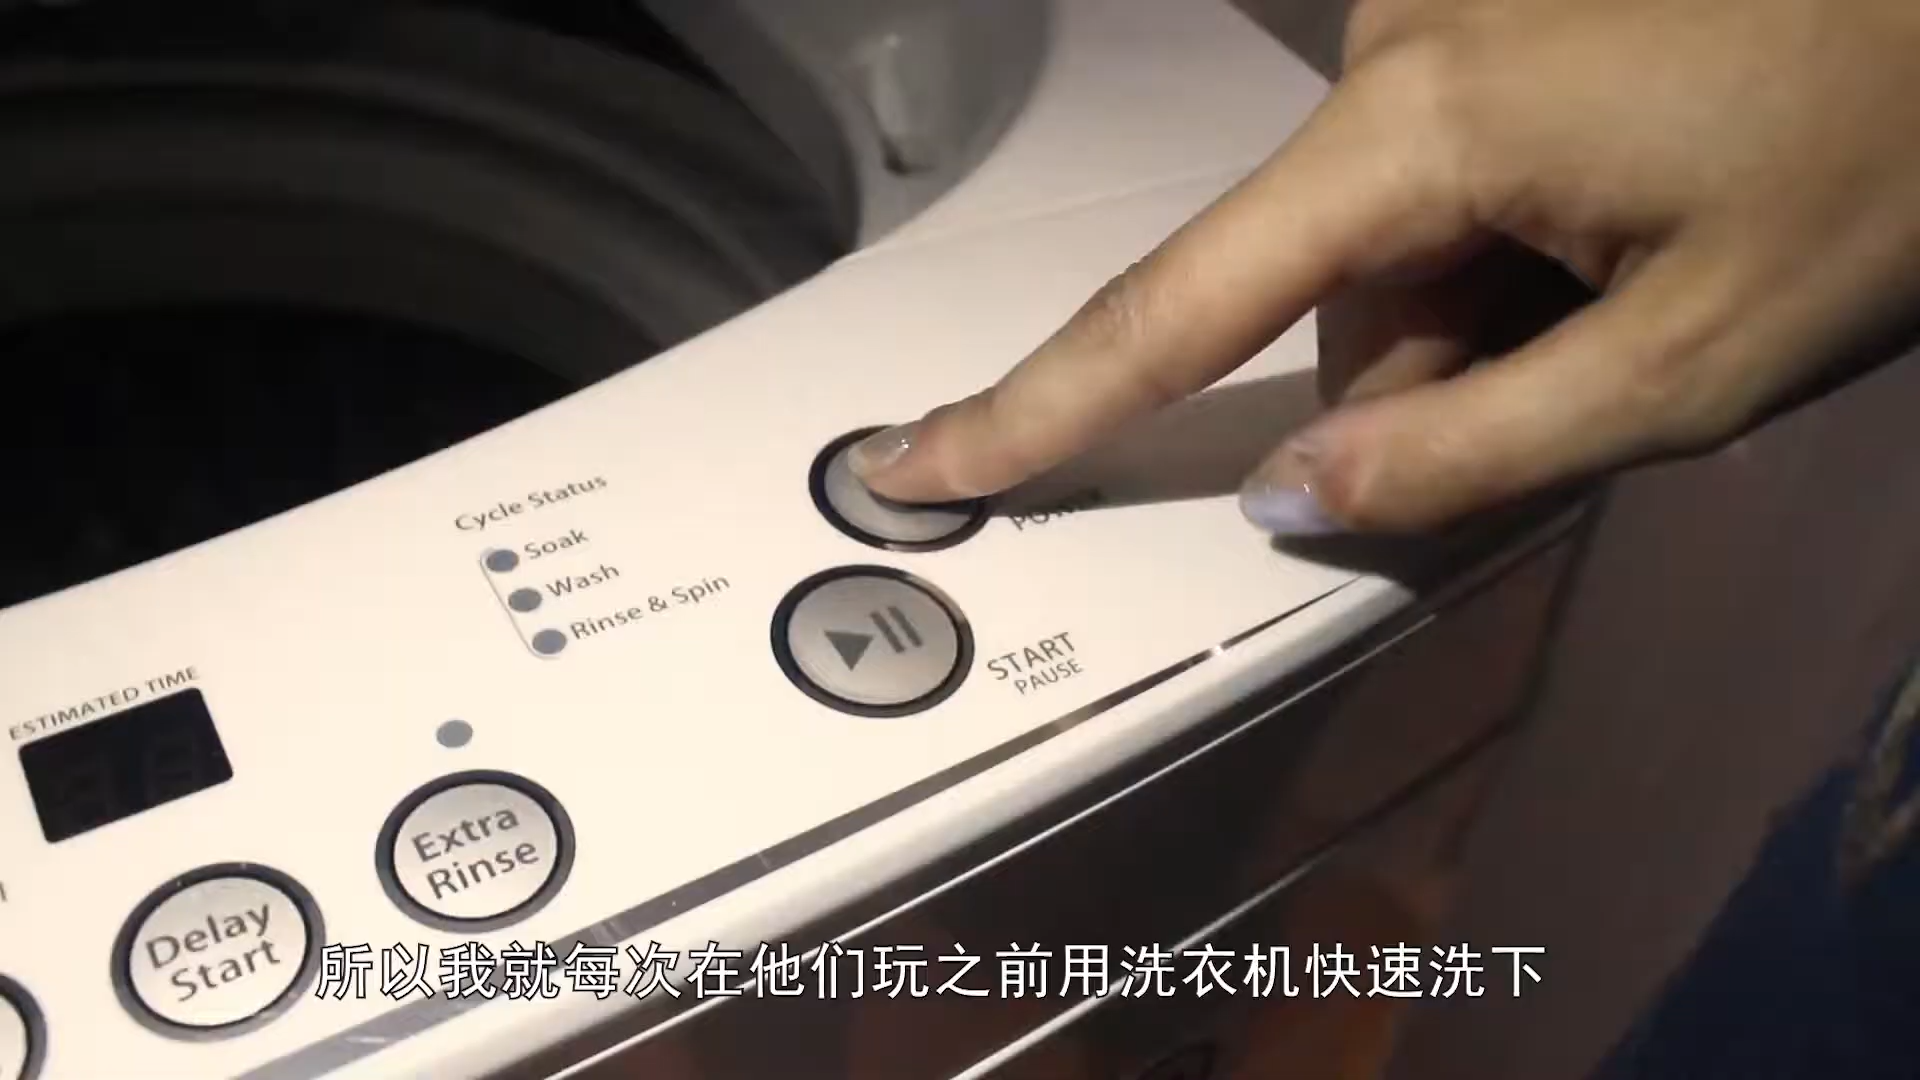 Cycle Status
Soak
Wash
Rinse & Spin
POWER
START
PAUSE
ESTIMATED TIME
Extra
Rinse
Delay
Start
所以我就每次在他们玩之前用洗衣机快速洗下